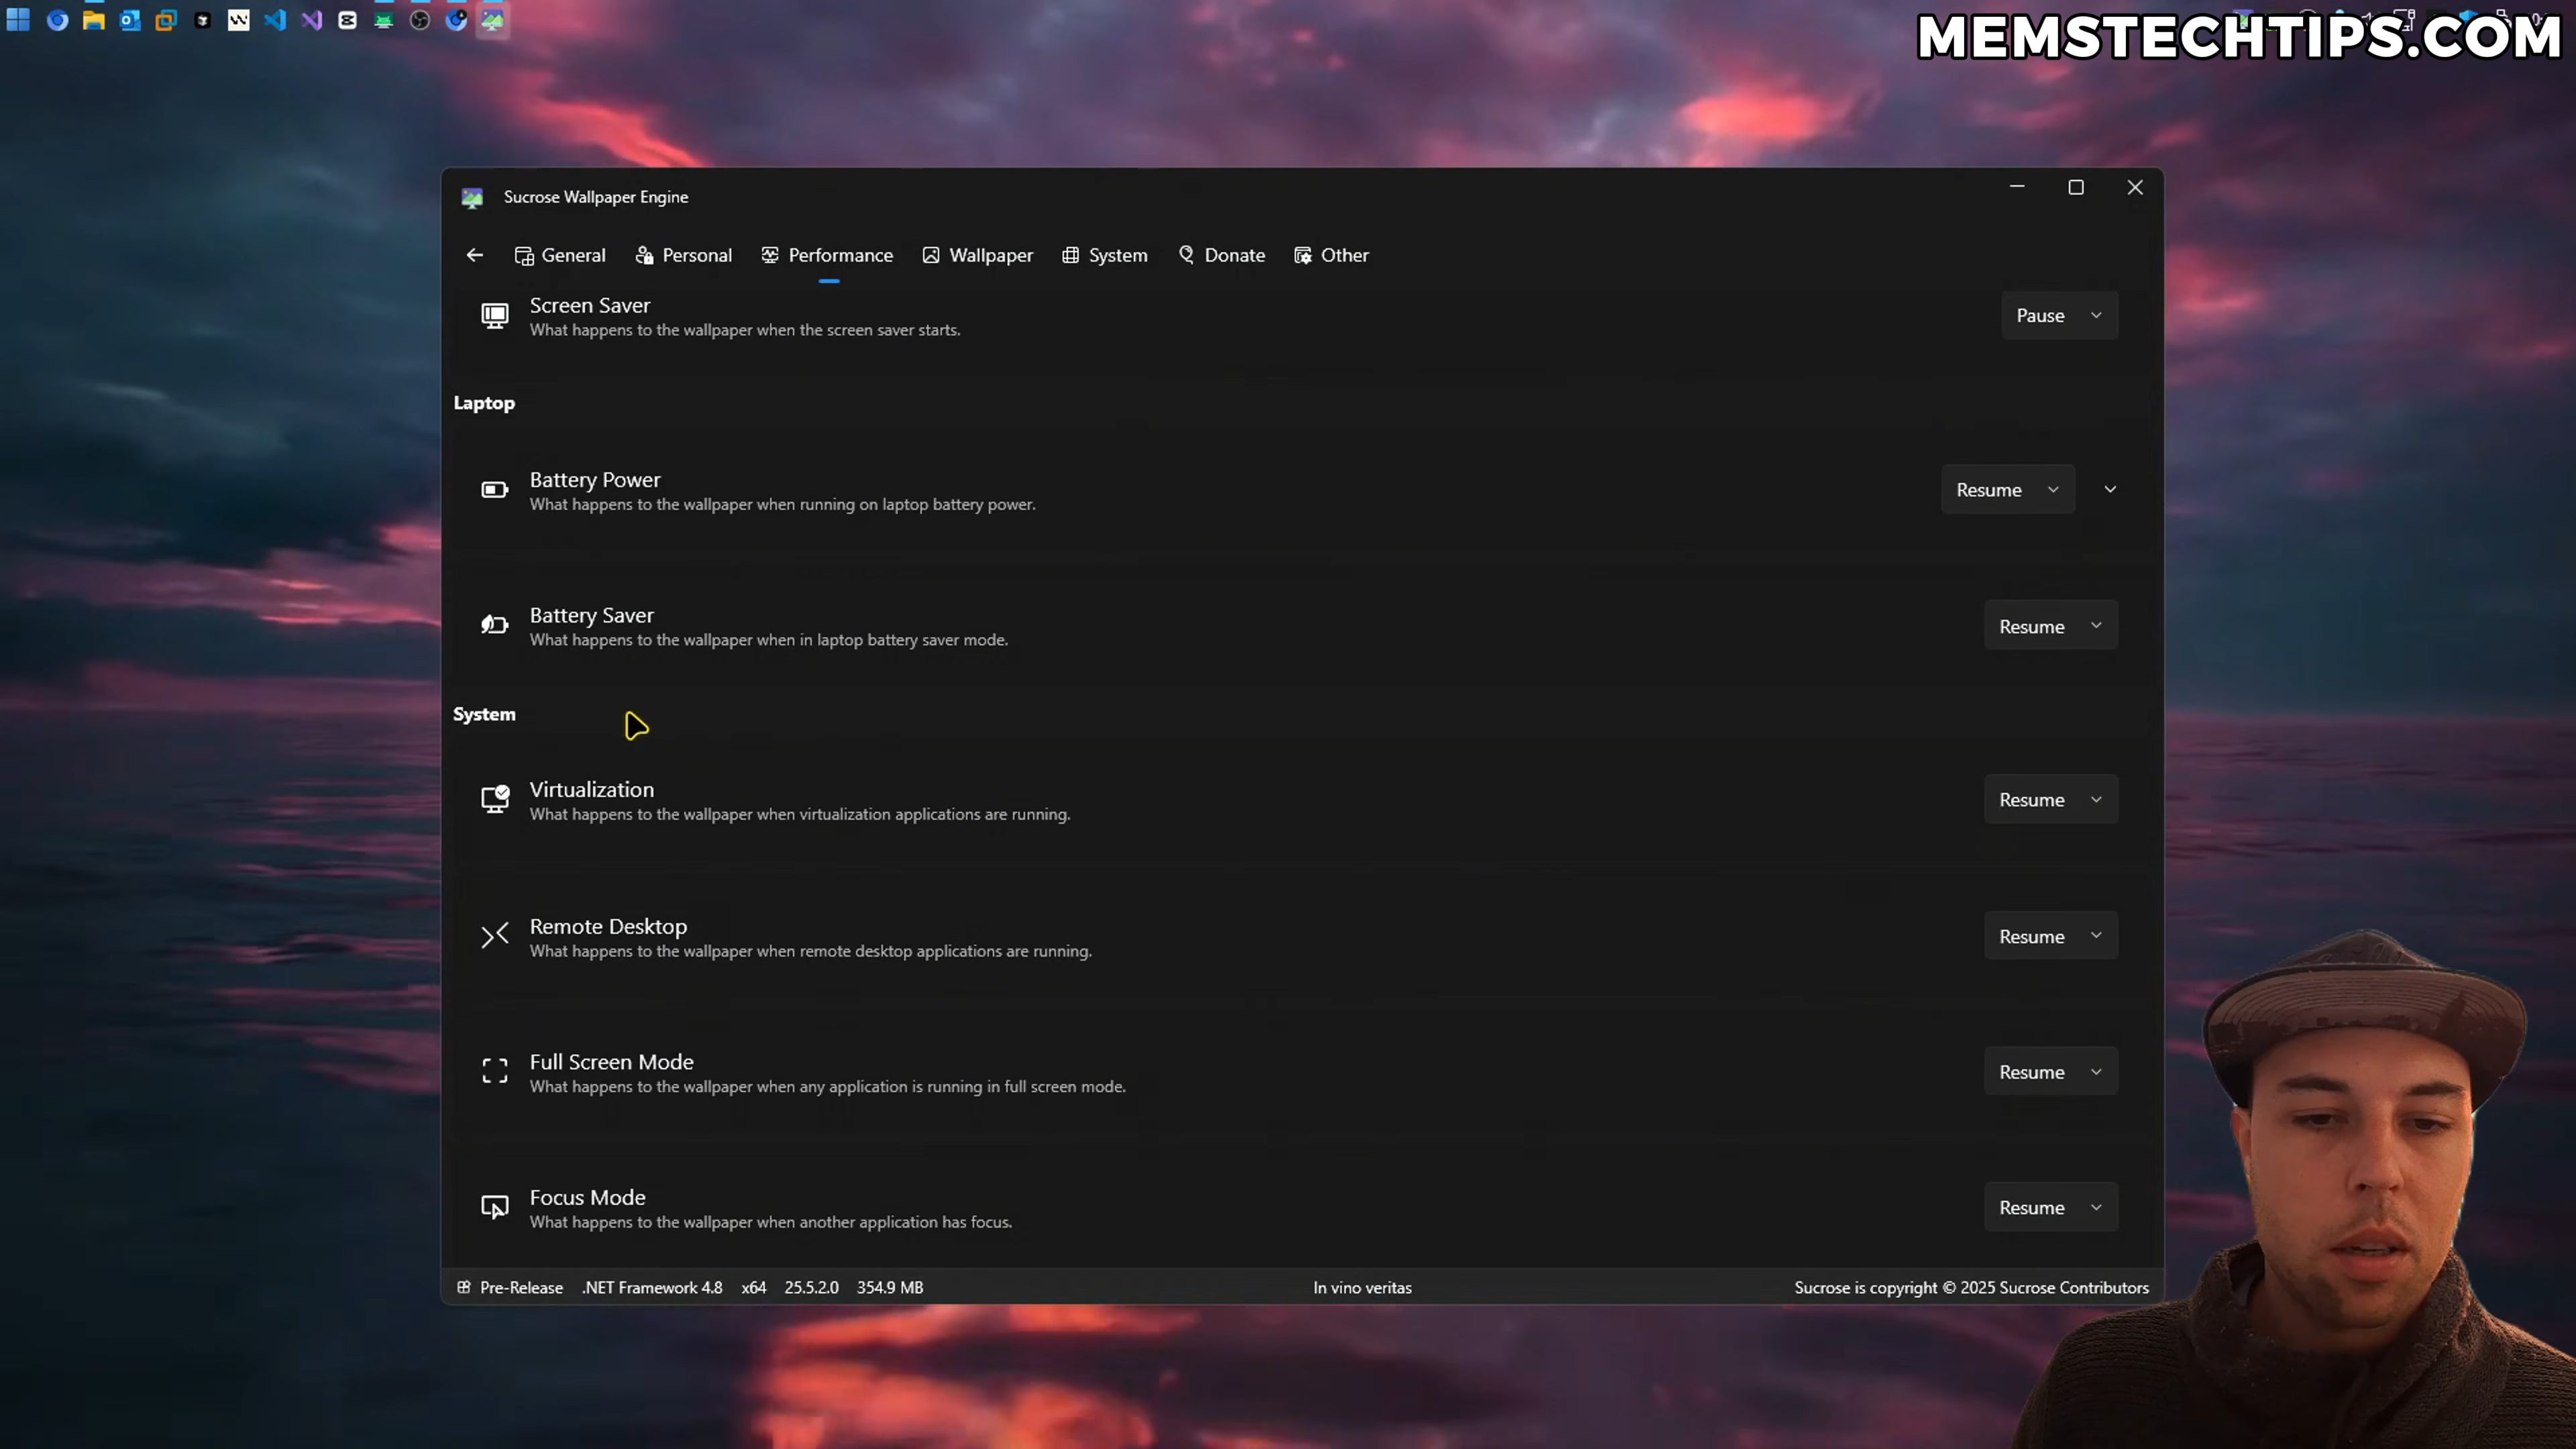 MEMSTECHTIPS.COM
Sucrose Wallpaper Engine
General Personal Performance Wallpaper System Donate Other
Screen Saver
What happens to the wallpaper when the screen saver starts.
Pause
Laptop
Battery Power
What happens to the wallpaper when running on laptop battery power.
Resume
Battery Saver
What happens to the wallpaper when in laptop battery saver mode.
Resume
System
Virtualization
What happens to the wallpaper when virtualization applications are running.
Resume
Remote Desktop
What happens to the wallpaper when remote desktop applications are running.
Resume
Full Screen Mode
What happens to the wallpaper when any application is running in full screen mode.
Resume
Focus Mode
What happens to the wallpaper when another application has focus.
Resume
Pre-Release .NET Framework 4.8 x64 25.5.2.0 354.9 MB In vino veritas Sucrose is copyright © 2025 Sucrose Contributors